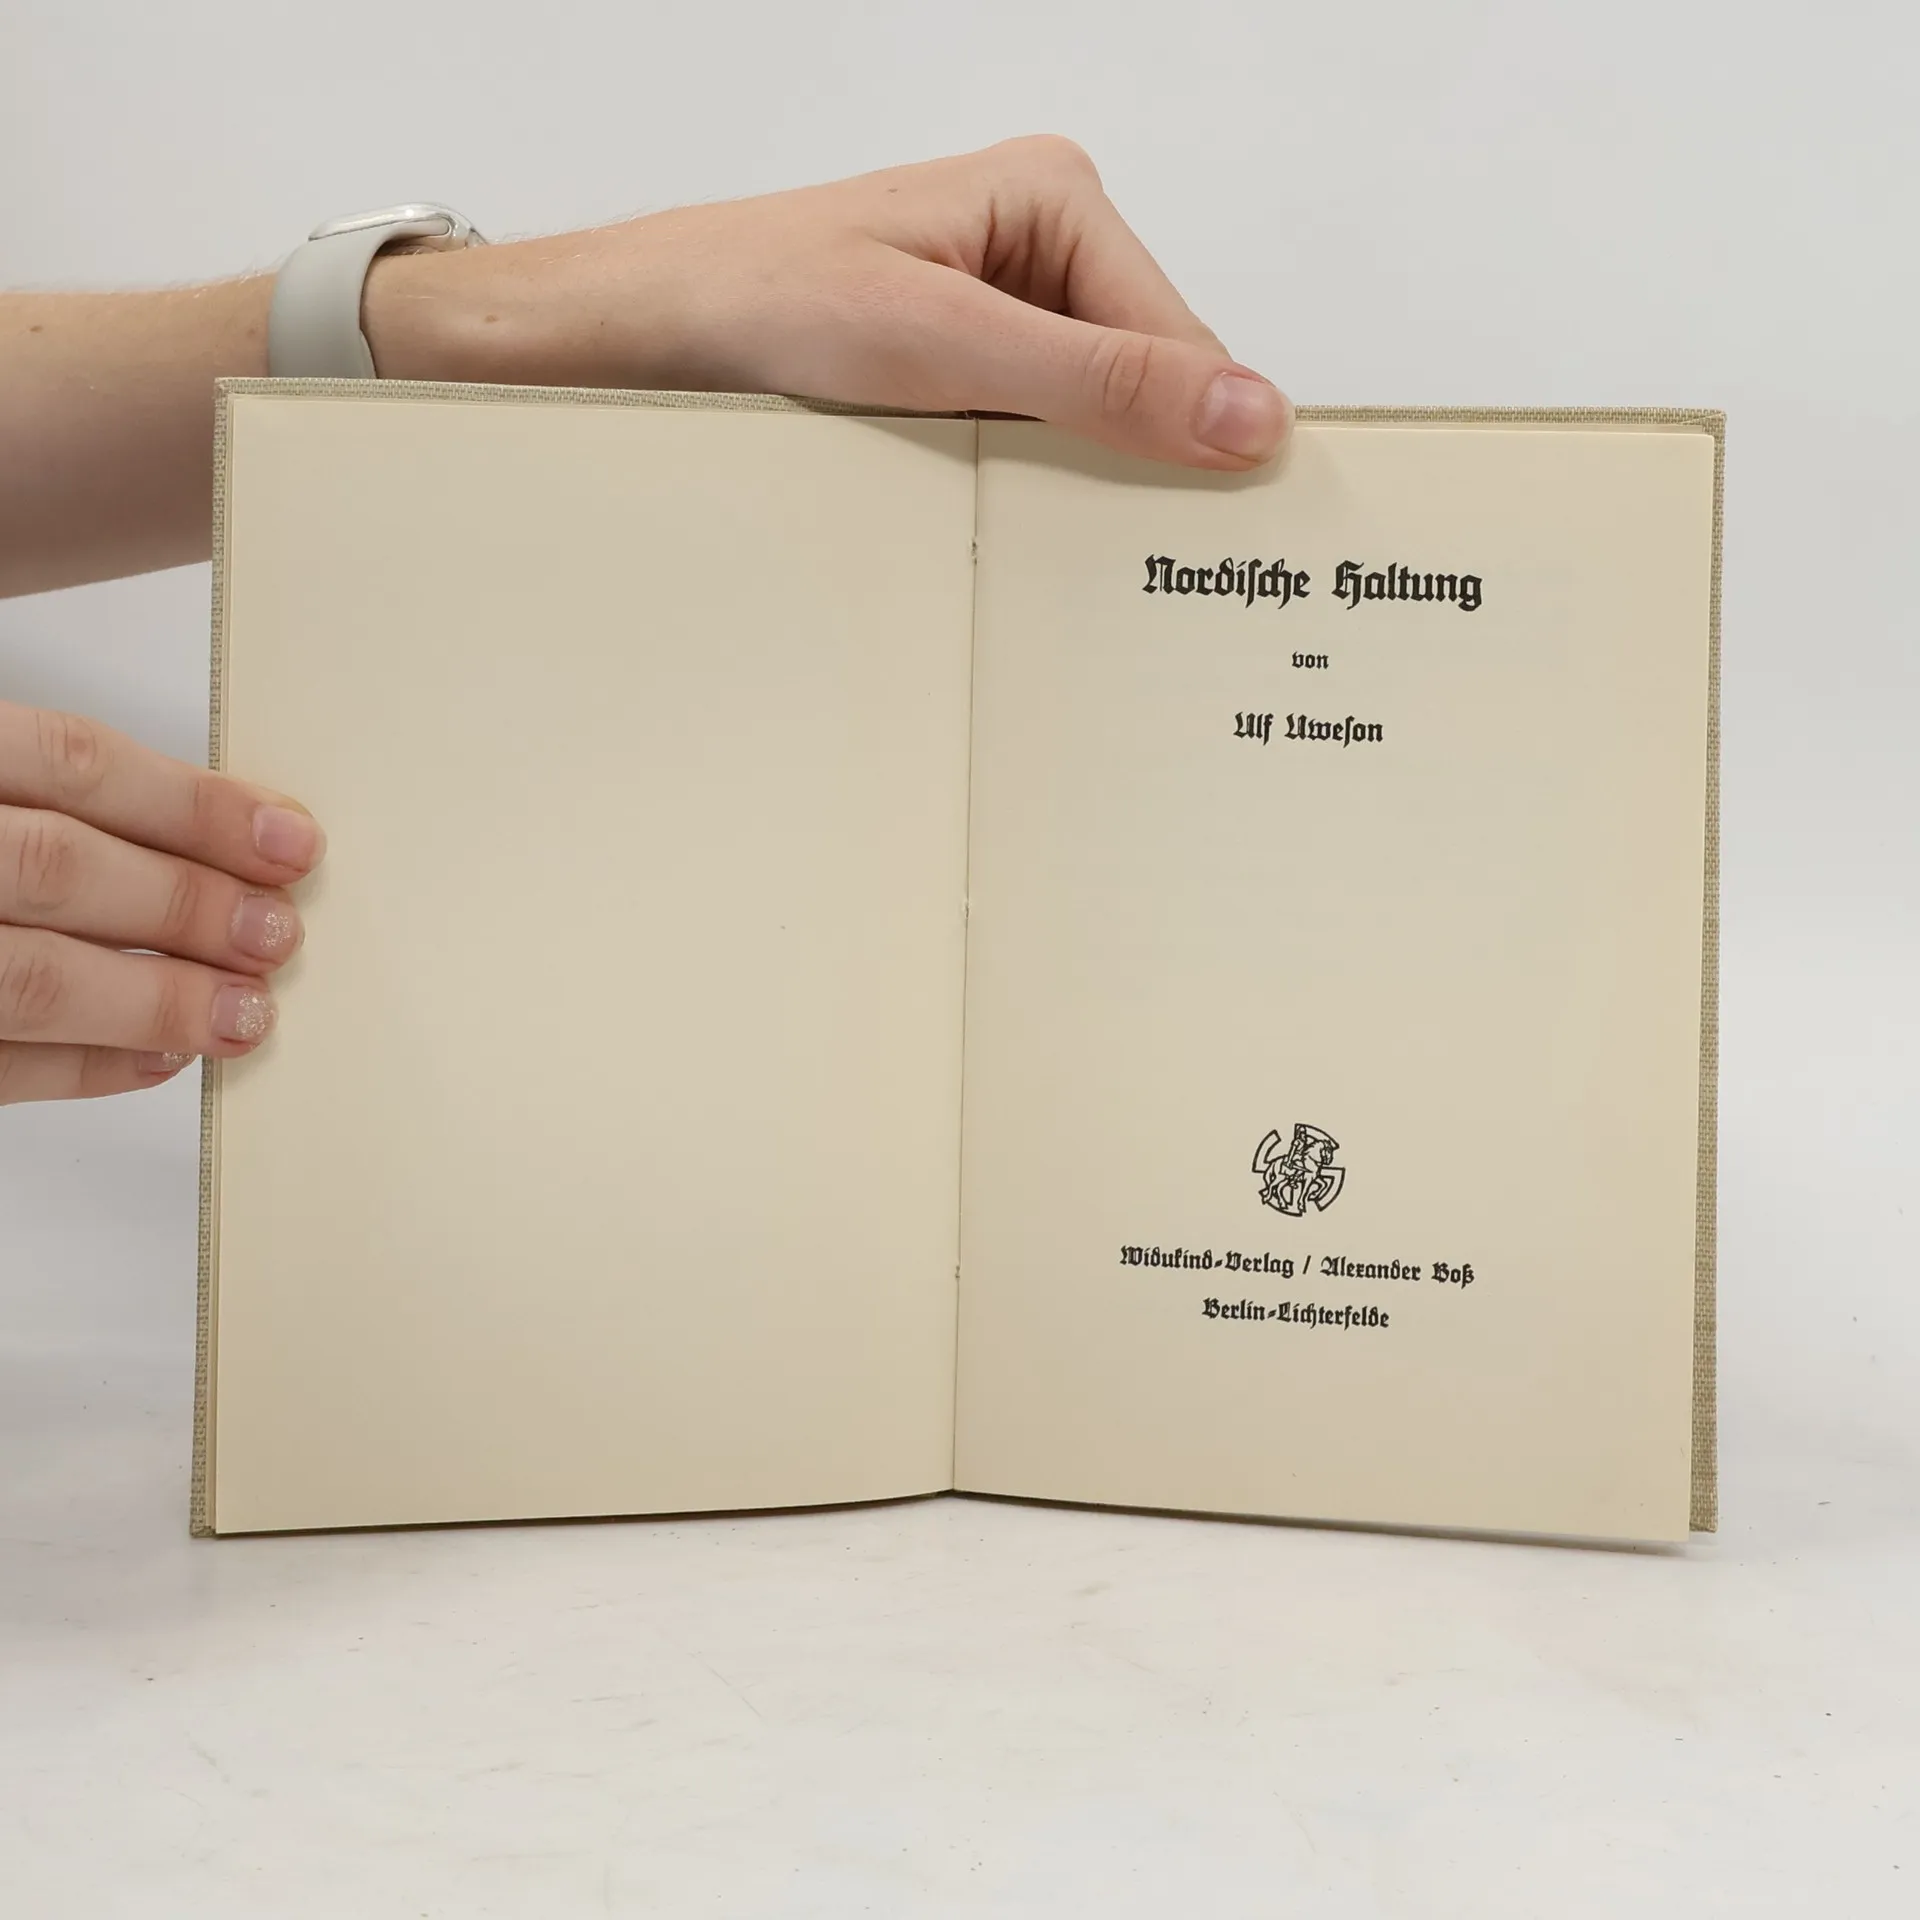 Nordiſche Haltung
von
Ulf Uweſon
Widukind-Verlag / Alexander Boß
Berlin-Lichterfelde